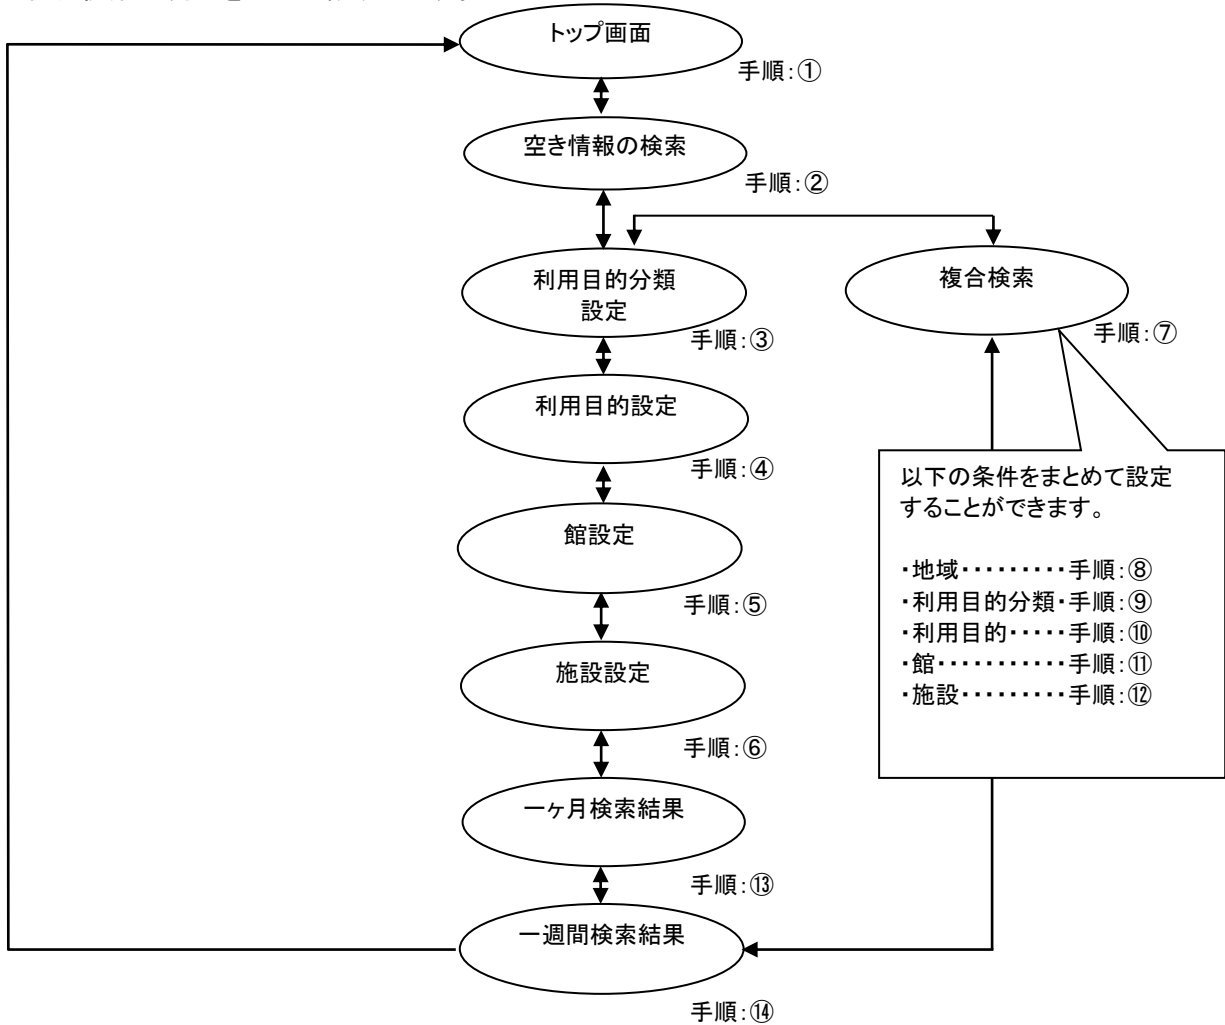 トップ画面
手順：①
空き情報の検索
手順：②
利用目的分類
設定
手順：③
複合検索
手順：⑦
利用目的設定
手順：④
以下の条件をまとめて設定
することができます。
・地域・・・・・・・・・手順：⑧
・利用目的分類・手順：⑨
・利用目的・・・・・手順：⑩
・館・・・・・・・・・・・手順：⑪
・施設・・・・・・・・・手順：⑫
館設定
手順：⑤
施設設定
手順：⑥
一ヶ月検索結果
手順：⑬
一週間検索結果
手順：⑭